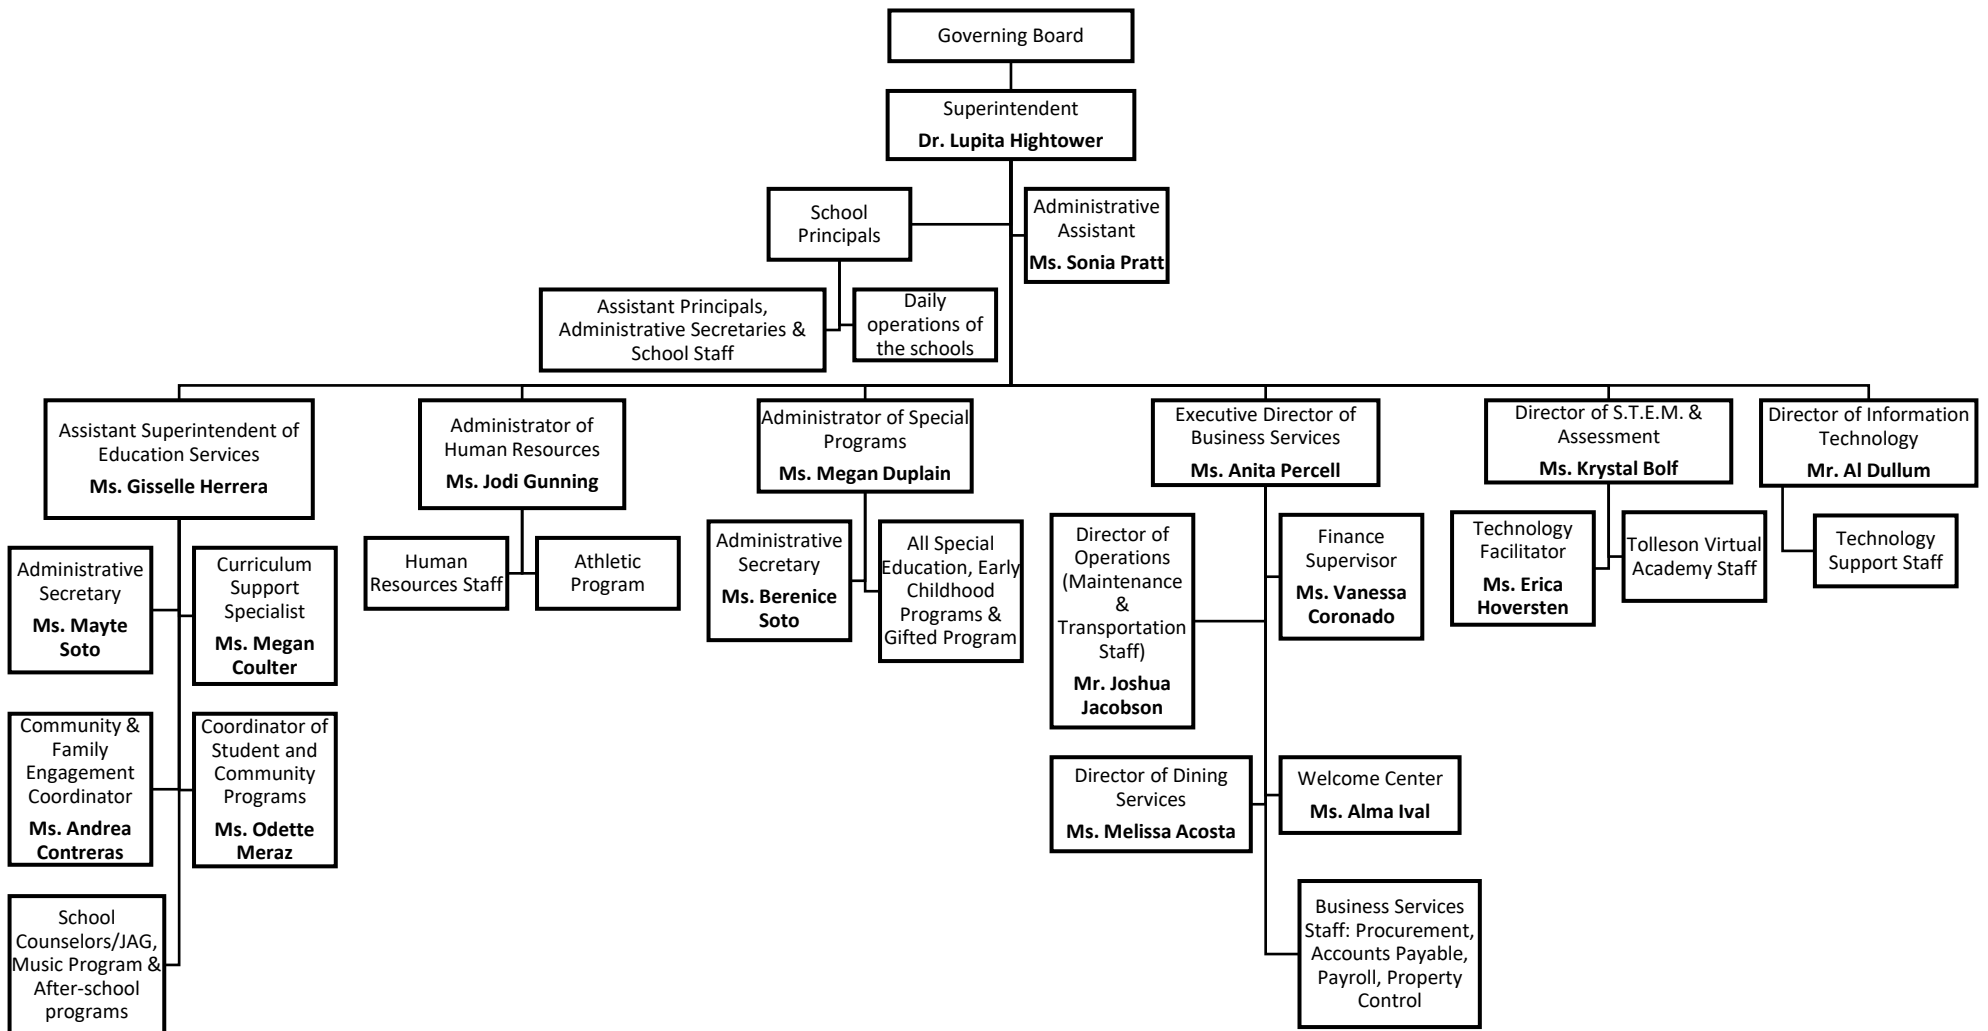 Governing Board
Superintendent
Dr. Lupita Hightower
School
Principals
Administrative
Assistant
Ms. Sonia Pratt
Assistant Principals,
Administrative Secretaries &
School Staff
Daily
operations of
the schools
Assistant Superintendent of
Education Services
Ms. Gisselle Herrera
Administrator of
Human Resources
Ms. Jodi Gunning
Administrator of Special
Programs
Ms. Megan Duplain
Executive Director of
Business Services
Ms. Anita Percell
Director of S.T.E.M. &
Assessment
Ms. Krystal Bolf
Director of Information
Technology
Mr. Al Dullum
Administrative
Secretary
Ms. Mayte
Soto
Curriculum
Support
Specialist
Ms. Megan
Coulter
Human
Resources Staff
Athletic
Program
Administrative
Secretary
Ms. Berenice
Soto
All Special
Education, Early
Childhood
Programs &
Gifted Program
Director of
Operations
(Maintenance
&
Transportation
Staff)
Mr. Joshua
Jacobson
Finance
Supervisor
Ms. Vanessa
Coronado
Technology
Facilitator
Ms. Erica
Hoversten
Tolleson Virtual
Academy Staff
Technology
Support Staff
Community &
Family
Engagement
Coordinator
Ms. Andrea
Contreras
Coordinator of
Student and
Community
Programs
Ms. Odette
Meraz
Director of Dining
Services
Ms. Melissa Acosta
Welcome Center
Ms. Alma Ival
School
Counselors/JAG,
Music Program &
After-school
programs
Business Services
Staff: Procurement,
Accounts Payable,
Payroll, Property
Control